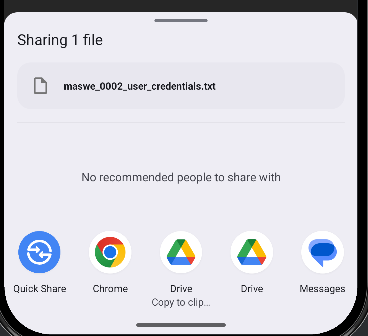 Sharing 1 file
maswe_0002_user_credentials.txt
No recommended people to share with
Quick Share
Chrome
Drive
Copy to clip...
Drive
Messages